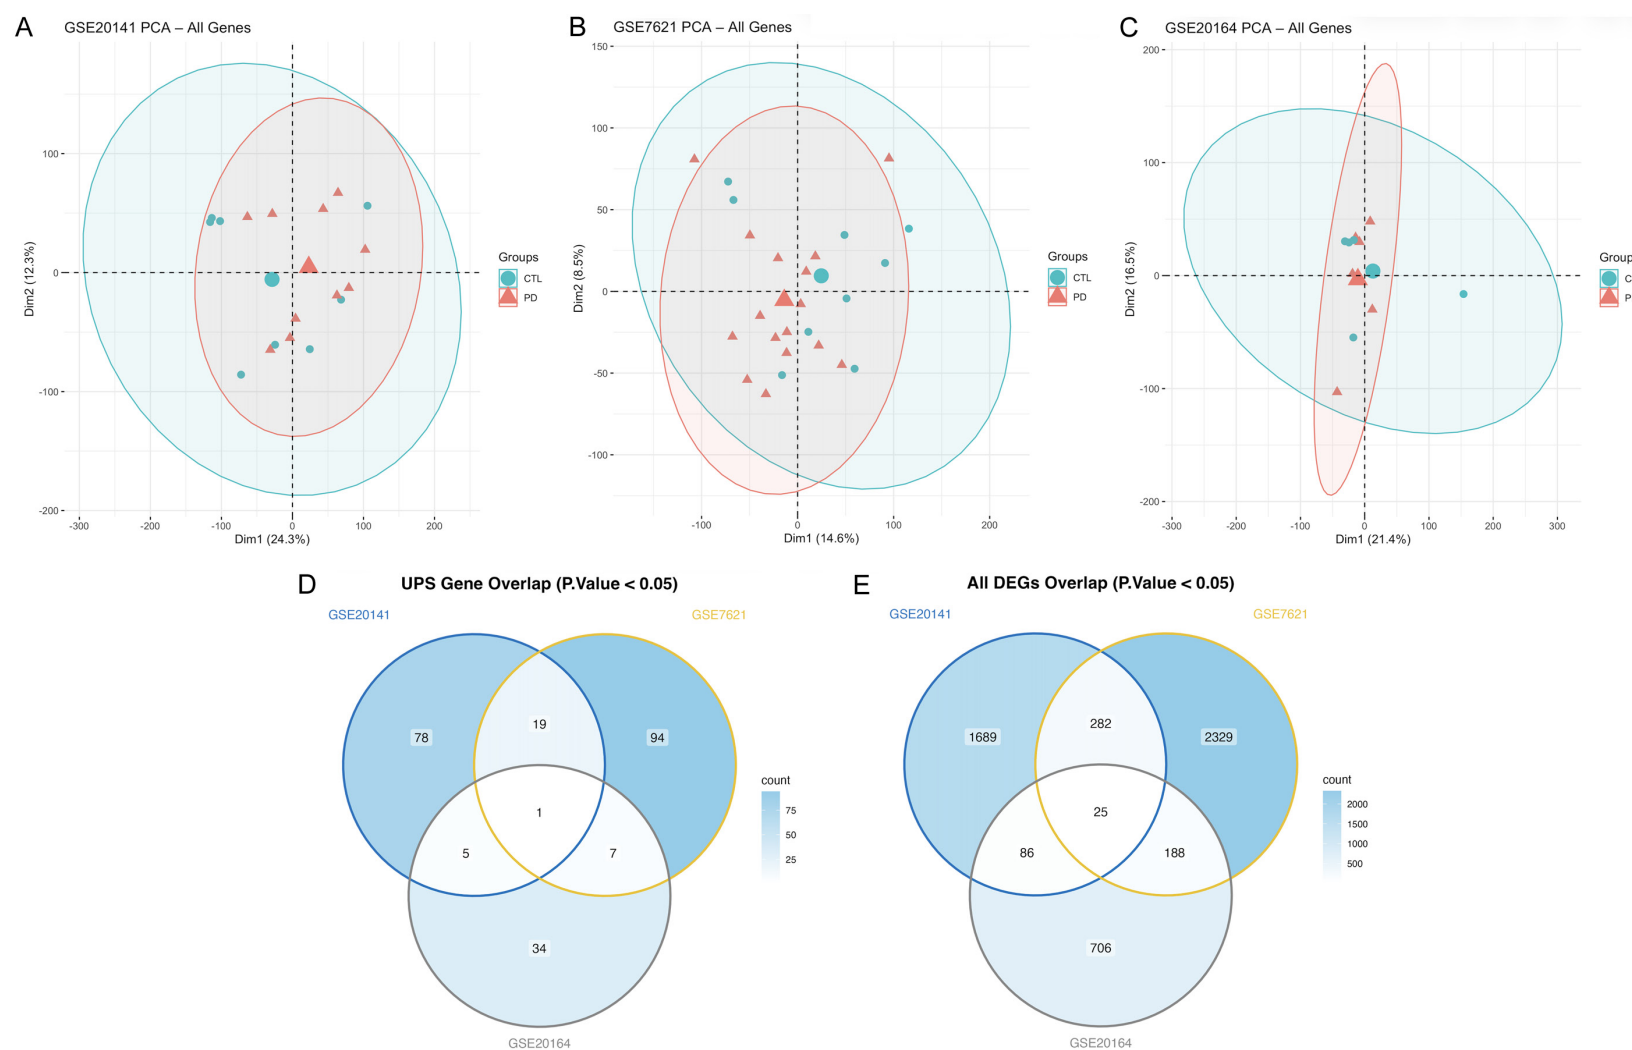 A
GSE20141 PCA – All Genes
100
0
-100
-200
-300
-200
-100
0
100
200
Dim1 (24.3%)
Dim2 (12.3%)
Groups
CTL
PD
B
GSE7621 PCA – All Genes
150
100
50
0
-50
-100
-100
0
100
200
Dim1 (14.6%)
Dim2 (8.5%)
Groups
CTL
PD
C
GSE20164 PCA – All Genes
200
100
0
-100
-200
-300
-200
-100
0
100
200
300
Dim1 (21.4%)
Dim2 (16.5%)
Group
C
P
D
UPS Gene Overlap (P.Value < 0.05)
GSE20141
GSE7621
78
19
94
1
5
7
34
GSE20164
count
75
50
25
E
All DEGs Overlap (P.Value < 0.05)
GSE20141
GSE7621
1689
282
2329
25
86
188
706
GSE20164
count
2000
1500
1000
500